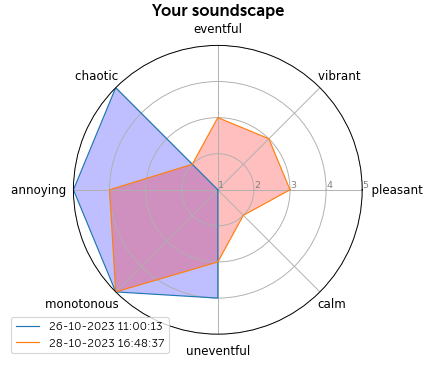 Your soundscape
eventful
chaotic
vibrant
annoying
1
2
3
4
5
pleasant
monotonous
calm
26-10-2023 11:00:13
28-10-2023 16:48:37
uneventful